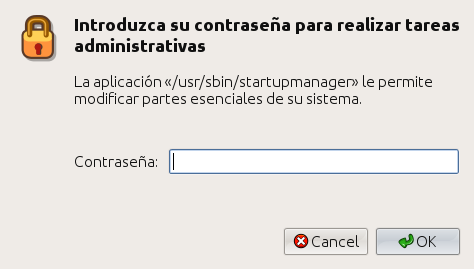 Introduzca su contraseña para realizar tareas
administrativas
La aplicación «/usr/sbin/startupmanager» le permite
modificar partes esenciales de su sistema.
Contraseña:
Cancel
OK